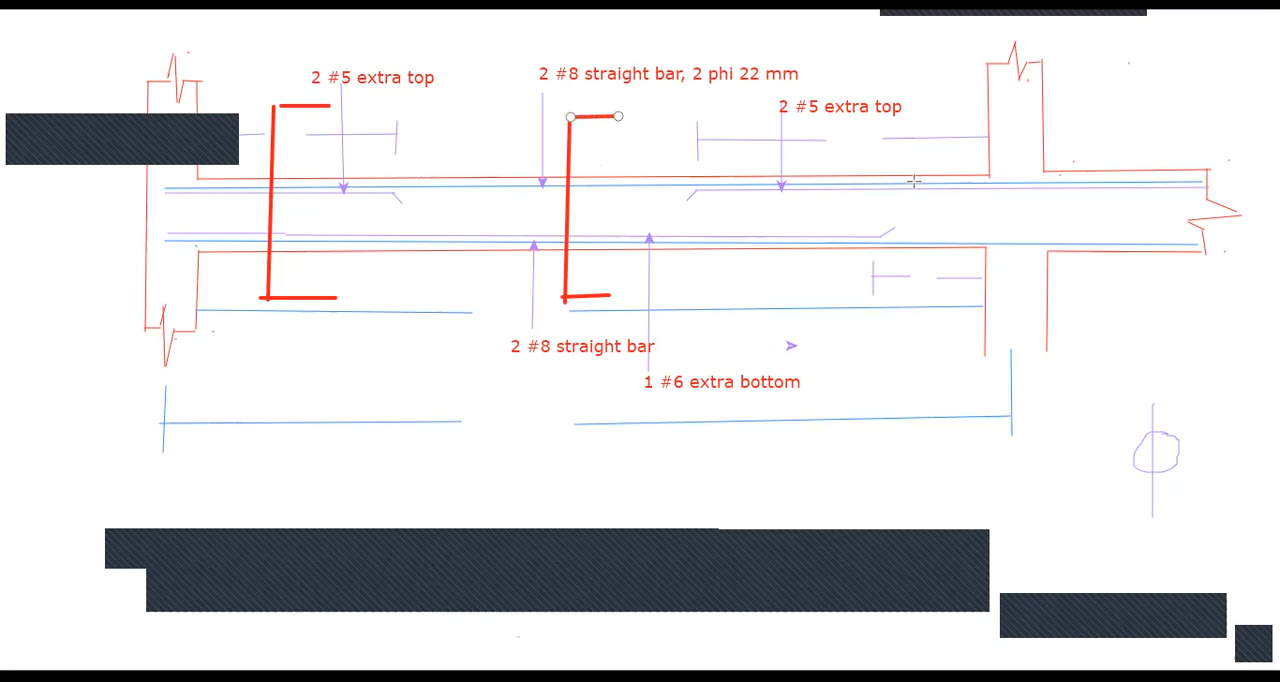 2 #5 extra top
2 #8 straight bar, 2 phi 22 mm
2 #5 extra top
2 #8 straight bar
1 #6 extra bottom